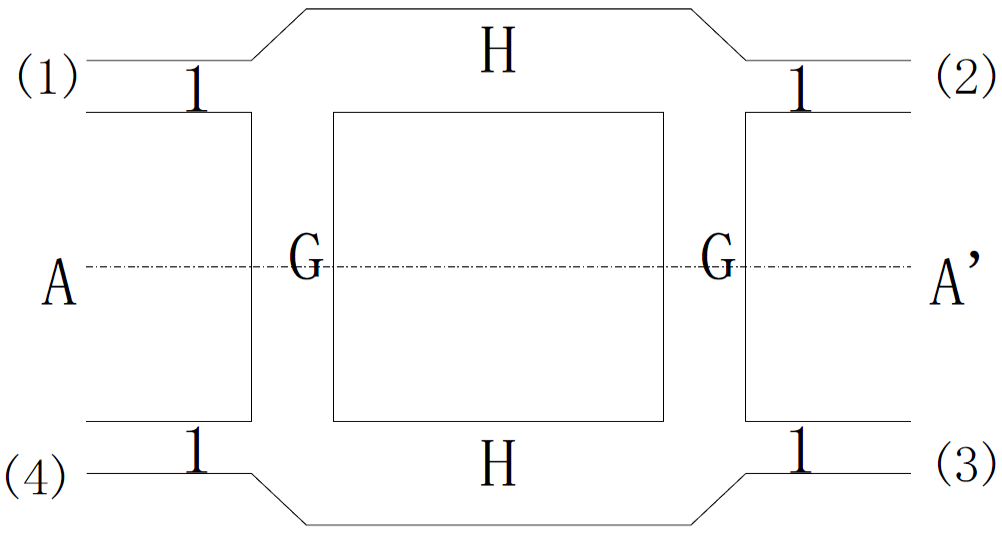 H
(1) 1 1 (2)
G G
A A’
1 1
(4) H (3)